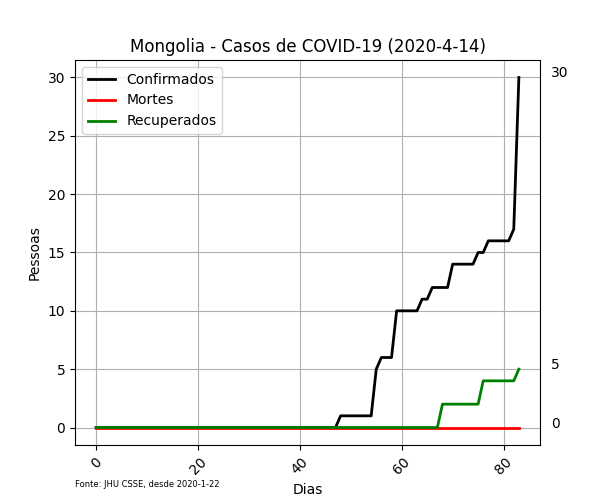 Mongolia - Casos de COVID-19 (2020-4-14)
Confirmados
Mortes
Recuperados
Pessoas
30
25
20
15
10
5
0
30
5
0
0
20
40
60
80
Dias
Fonte: JHU CSSE, desde 2020-1-22